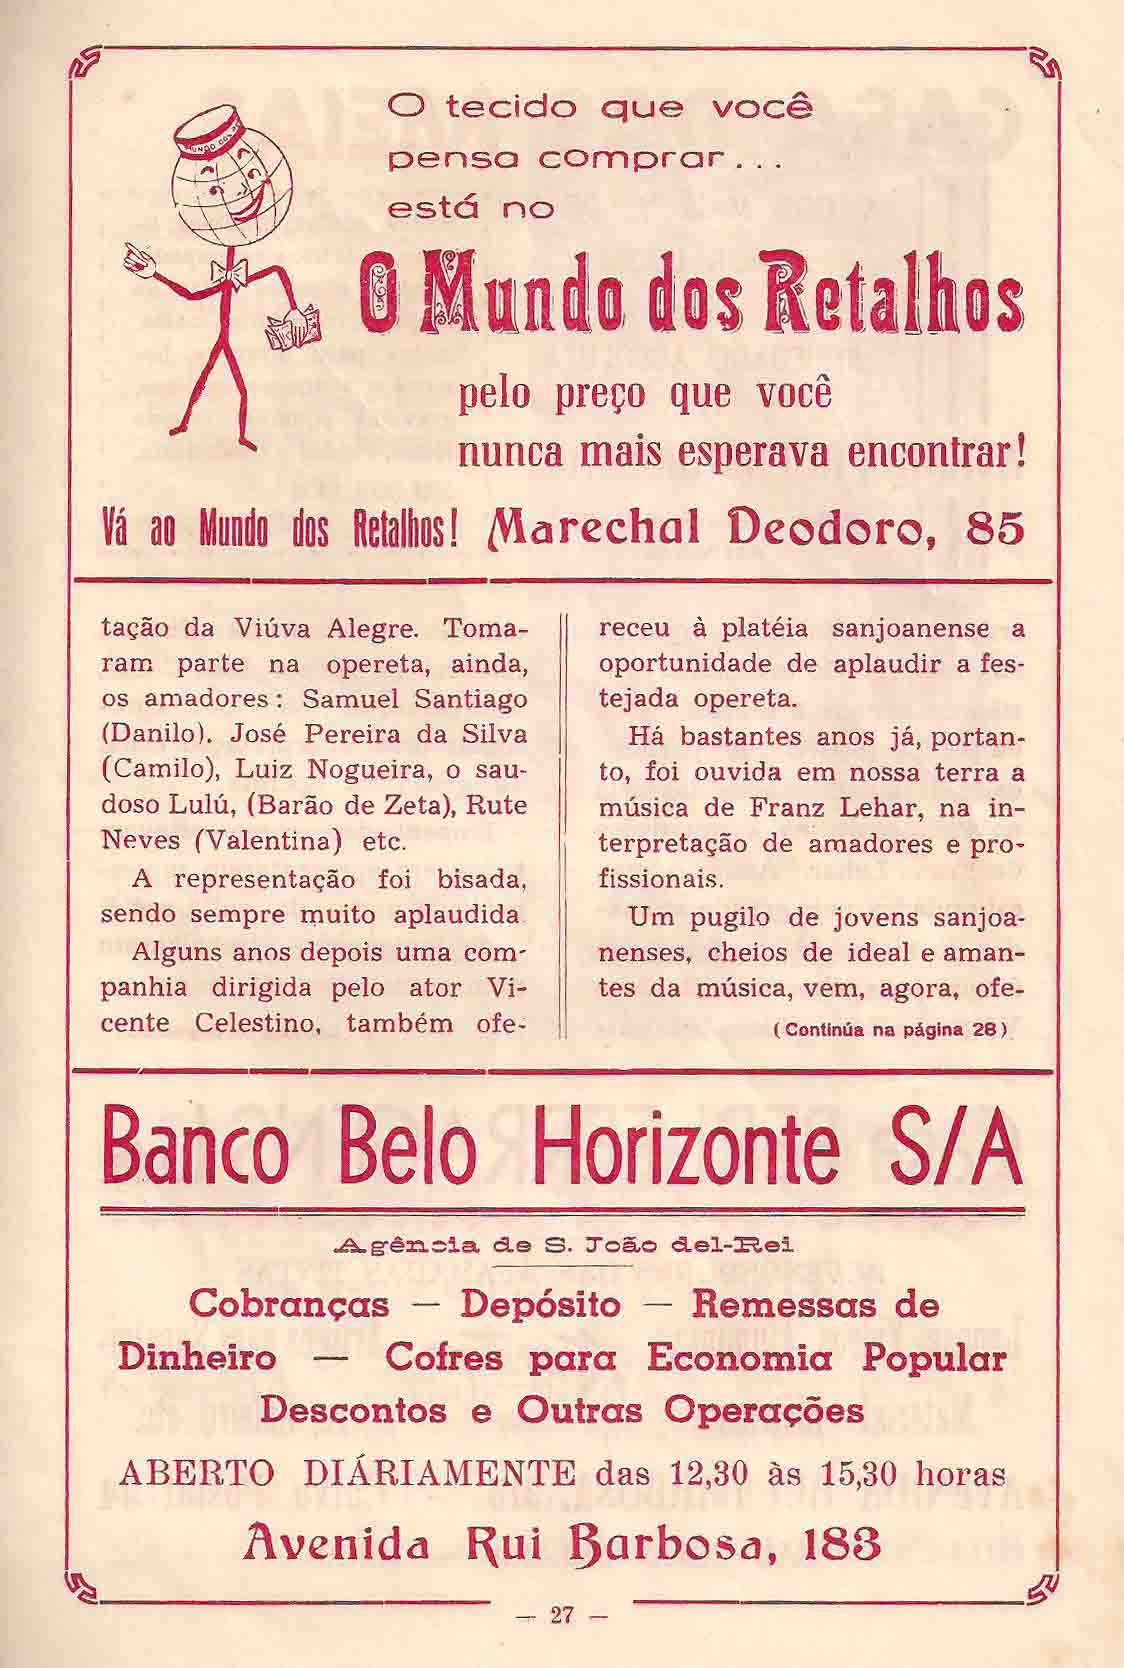 O tecido que você
pensa comprar...
está no
O Mundo dos Retalhos
pelo preço que você
nunca mais esperava encontrar!
Vá ao Mundo dos Retalhos! Marechal Deodoro, 85
tação da Viúva Alegre. Toma-
ram parte na opereta, ainda,
os amadores: Samuel Santiago
(Danilo). José Pereira da Silva
(Camilo), Luiz Nogueira, o sau-
doso Lulú, (Barão de Zeta), Rute
Neves (Valentina) etc.
A representação foi bisada,
sendo sempre muito aplaudida
Alguns anos depois uma com-
panhia dirigida pelo ator Vi-
cente Celestino, também ofe-
receu à platéia sanjoanense a
oportunidade de aplaudir a fes-
tejada opereta.
Há bastantes anos já, portan-
to, foi ouvida em nossa terra a
música de Franz Lehar, na in-
terpretação de amadores e pro-
fissionais.
Um pugilo de jovens sanjoa-
nenses, cheios de ideal e aman-
tes da música, vem, agora, ofe-
(Continúa na página 28)
Banco Belo Horizonte S/A
Agência de S. João del-Rei
Cobranças — Depósito — Remessas de
Dinheiro — Cofres para Economia Popular
Descontos e Outras Operações
ABERTO DIÁRIAMENTE das 12,30 às 15,30 horas
Avenida Rui Barbosa, 183
— 27 —